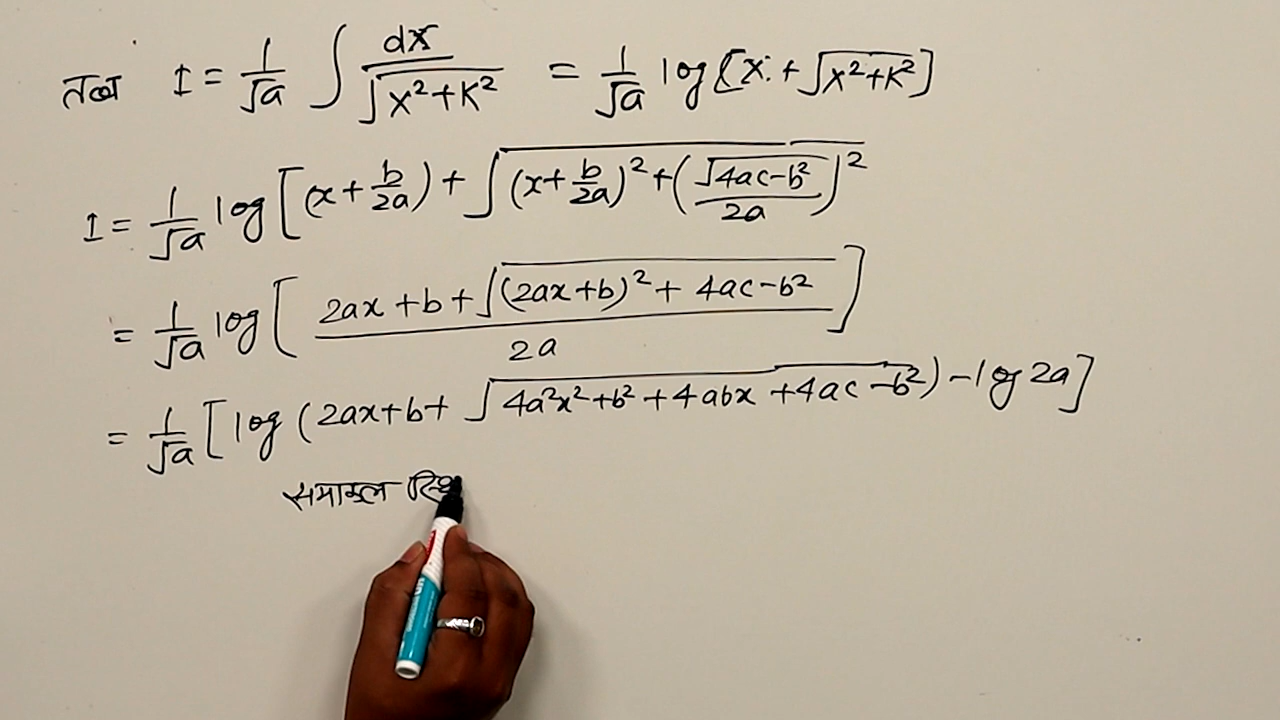 तब I = 1/√a ∫ dX/√(X²+K²) = 1/√a log[X + √(X²+K²)]
I = 1/√a log[(x + b/2a) + √((x + b/2a)² + (√(4ac-b²)/2a)²)]
= 1/√a log[(2ax + b + √((2ax+b)² + 4ac-b²))/2a]
= 1/√a [log(2ax+b+ √(4a²x²+b²+4abx+4ac-b²)) - log 2a]
समाकल स्थि